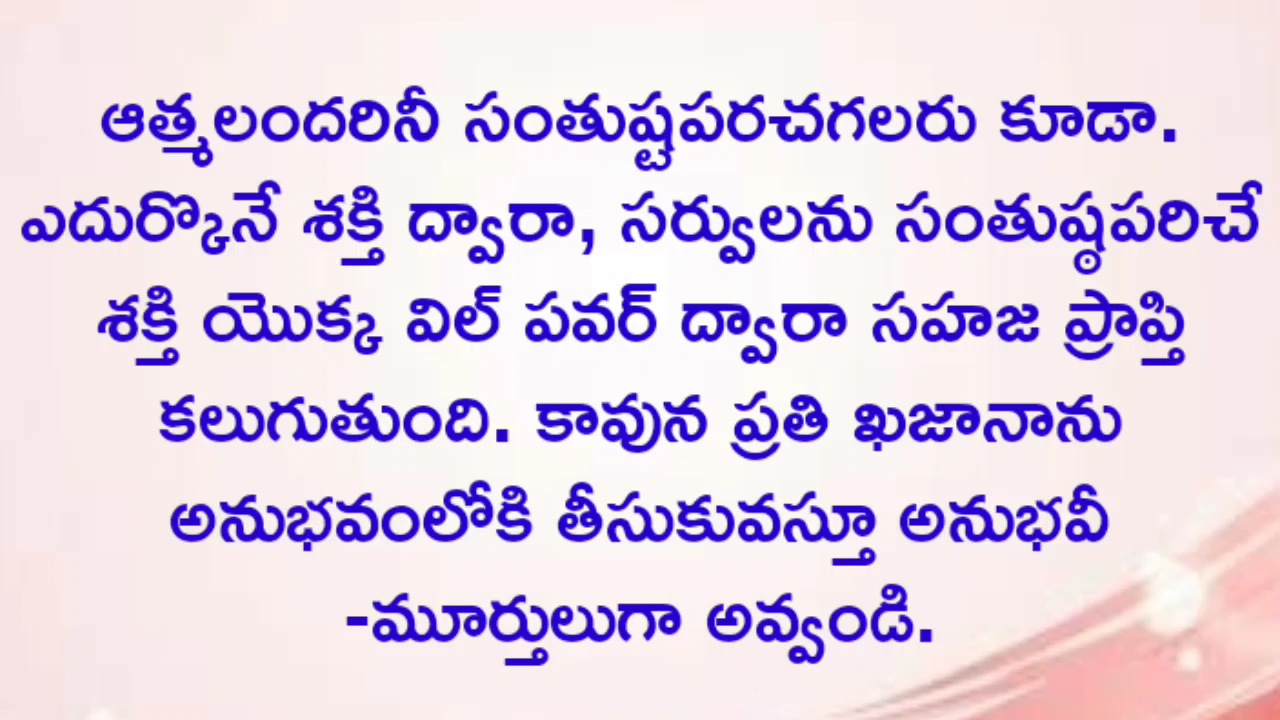 ఆత్మలందరినీ సంతుష్టపరచగలరు కూడా.
ఎదుర్కొనే శక్తి ద్వారా, సర్వులను సంతుష్ఠపరిచే
శక్తి యొక్క విల్ పవర్ ద్వారా సహజ ప్రాప్తి
కలుగుతుంది. కావున ప్రతి ఖజానాను
అనుభవంలోకి తీసుకువస్తూ అనుభవీ
-మూర్తులుగా అవ్వండి.